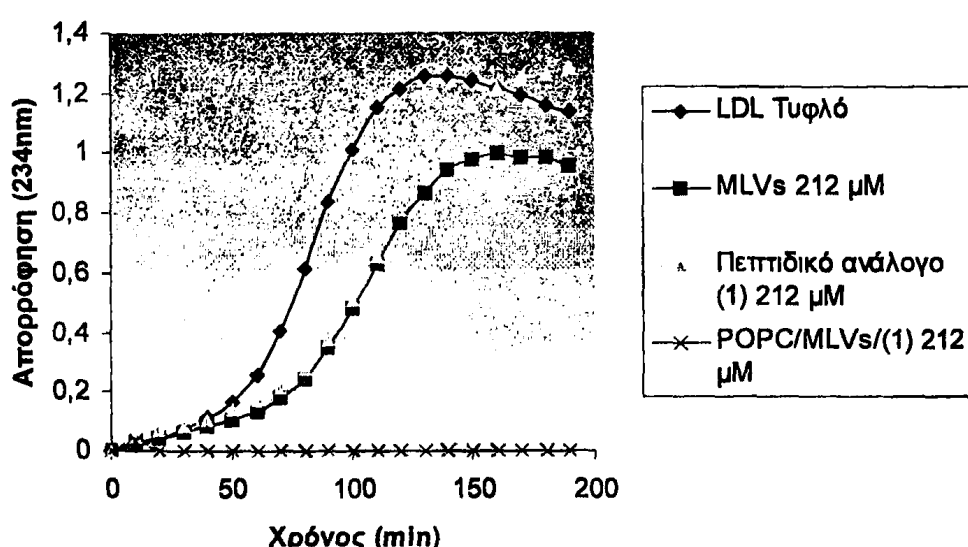 1,4
1,2
1
0,8
0,6
0,4
0,2
0
0
50
100
150
200
Απορρόφηση (234nm)
Χρόνος (min)
LDL Τυφλό
MLVs 212 μM
Πεπτιδικό ανάλογο
(1) 212 μM
POPC/MLVs/(1) 212
μM